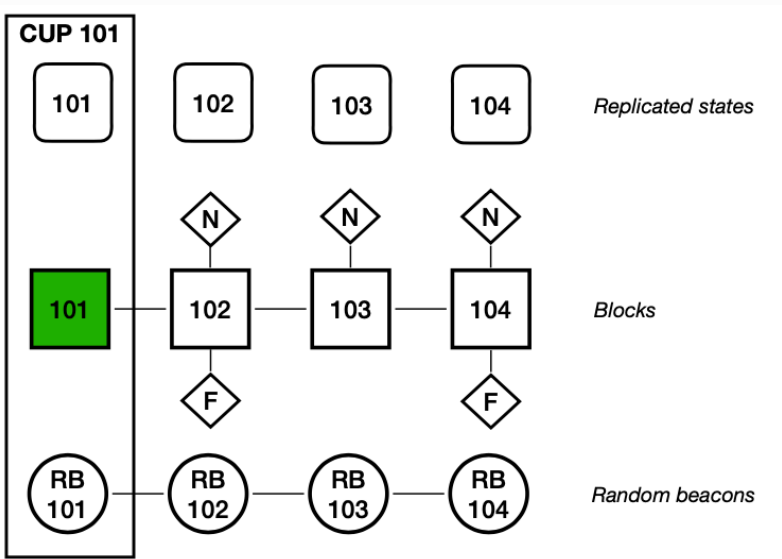 CUP 101
101 102 103 104 Replicated states
N N N
101 102 103 104 Blocks
F F
RB RB RB RB
101 102 103 104 Random beacons